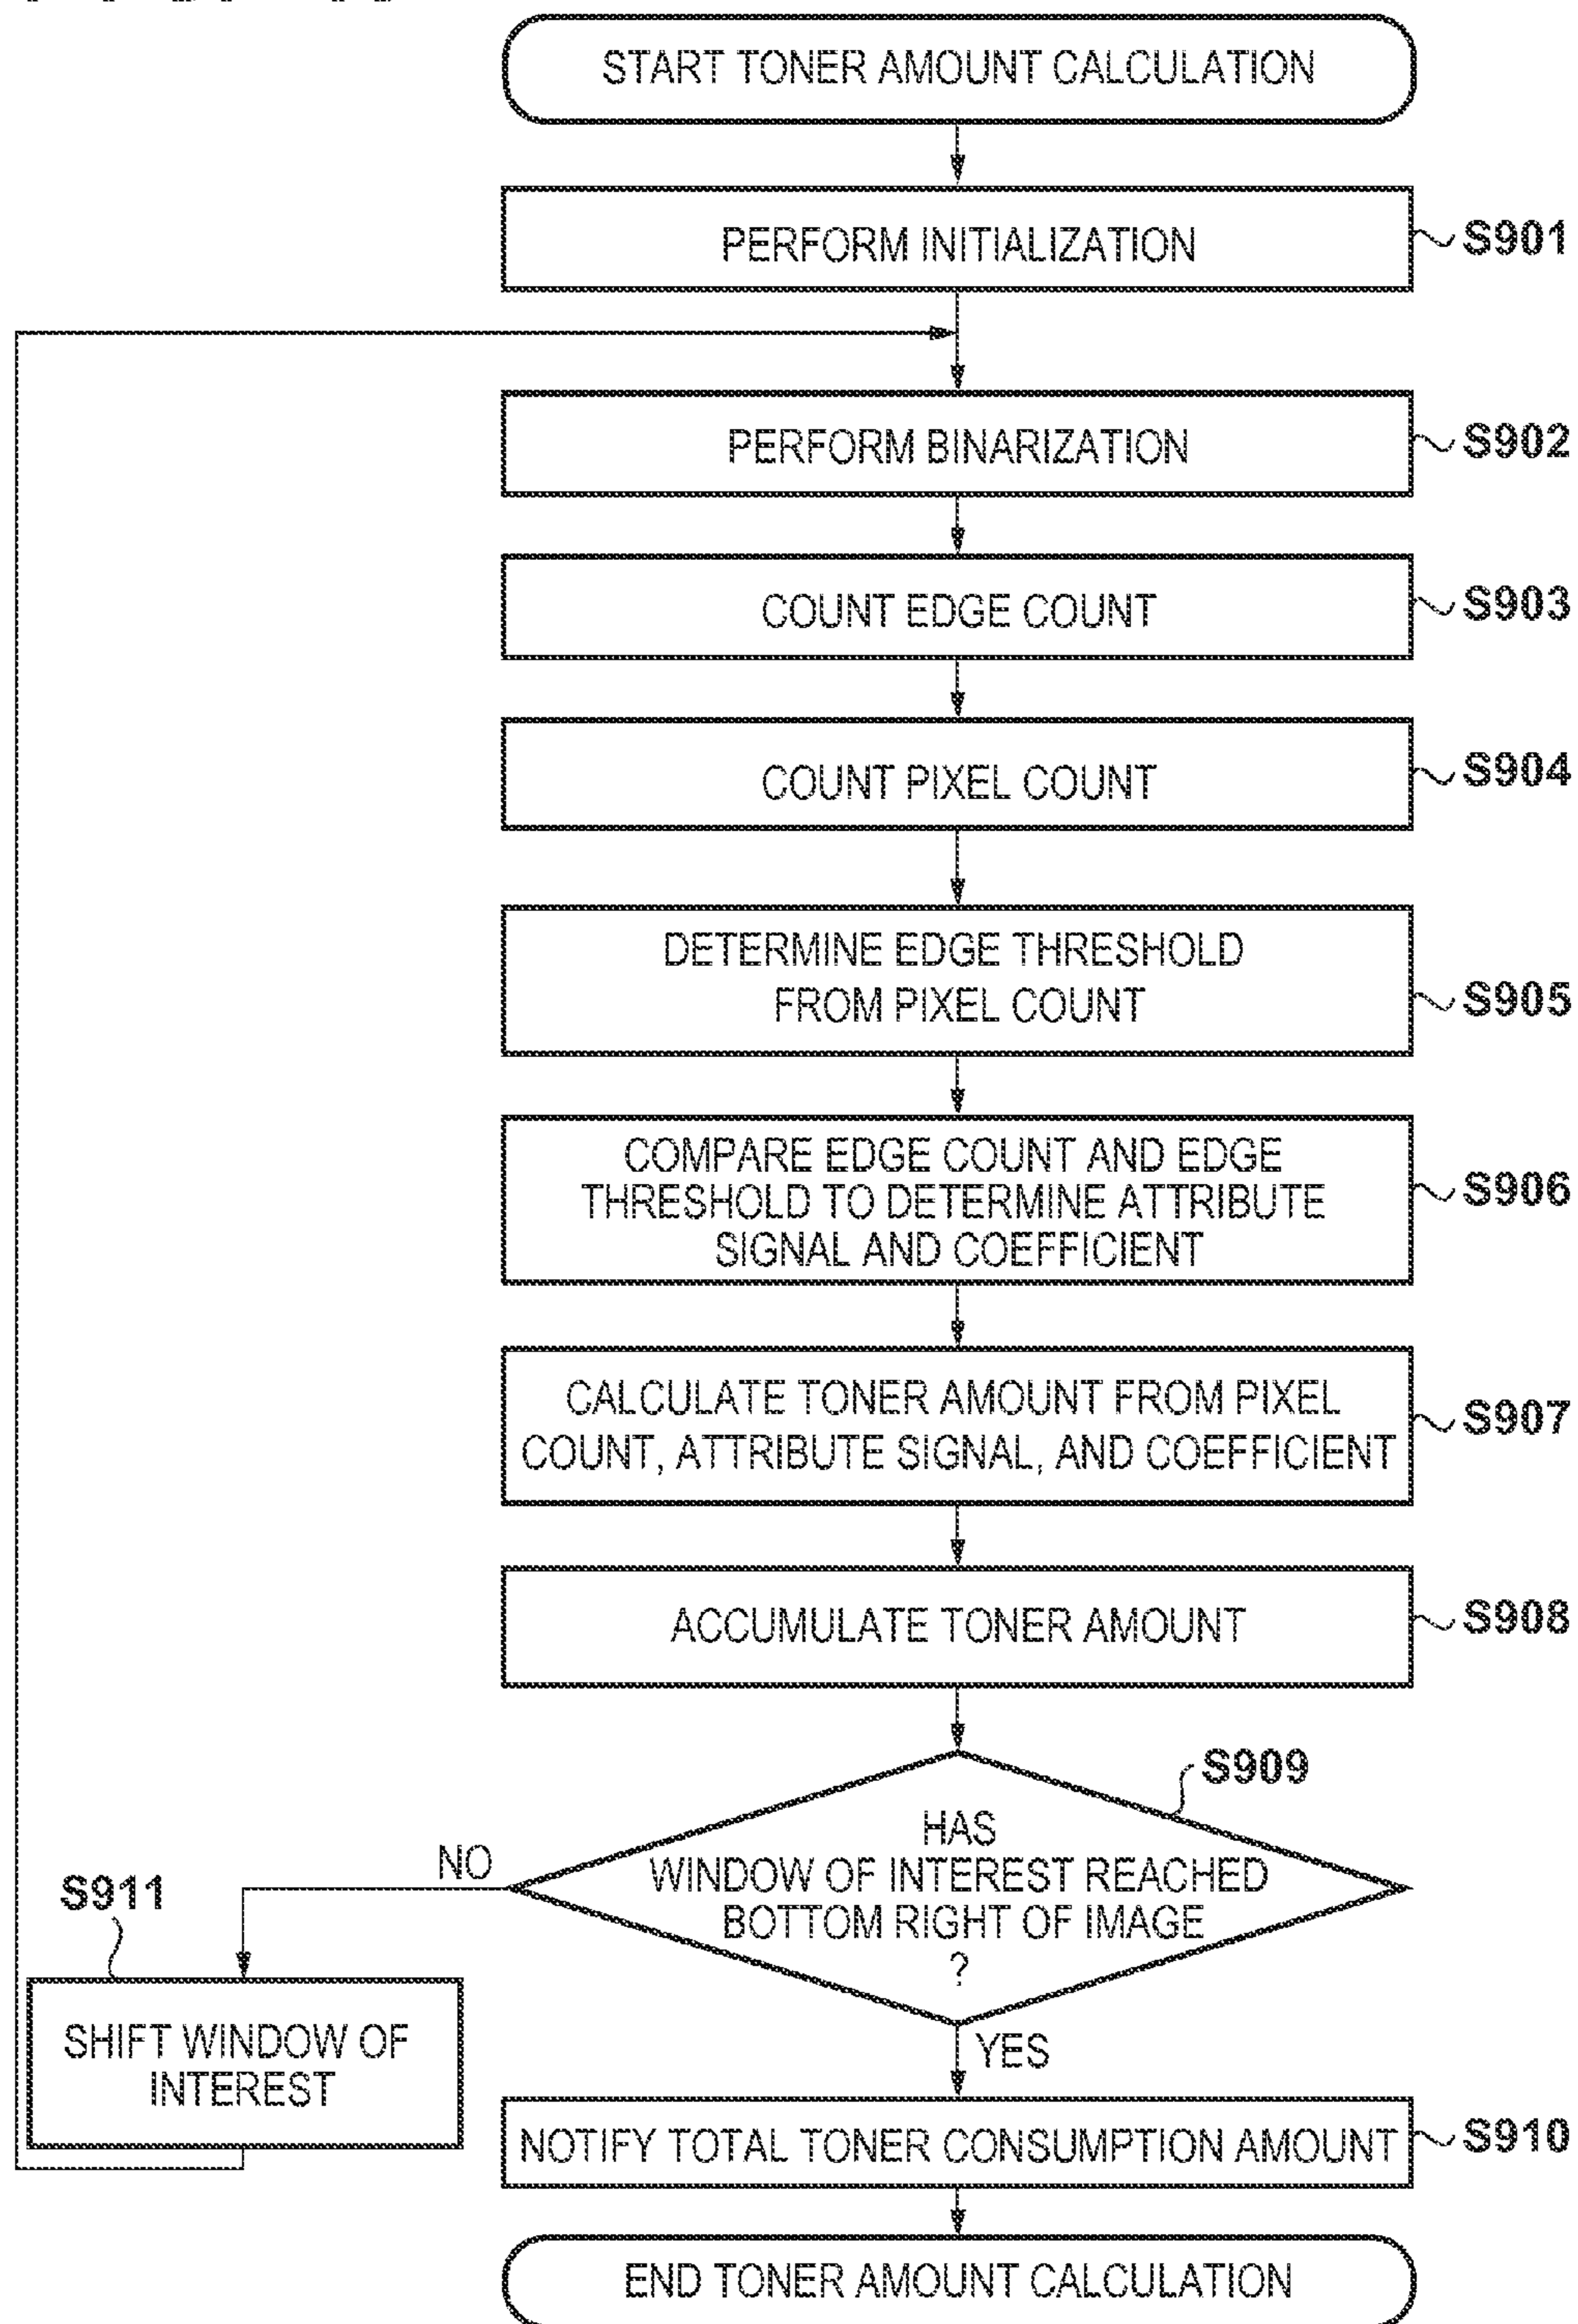 START TONER AMOUNT CALCULATION
PERFORM INITIALIZATION
S901
PERFORM BINARIZATION
S902
COUNT EDGE COUNT
S903
COUNT PIXEL COUNT
S904
DETERMINE EDGE THRESHOLD
FROM PIXEL COUNT
S905
COMPARE EDGE COUNT AND EDGE
THRESHOLD TO DETERMINE ATTRIBUTE
SIGNAL AND COEFFICIENT
S906
CALCULATE TONER AMOUNT FROM PIXEL
COUNT, ATTRIBUTE SIGNAL, AND COEFFICIENT
S907
ACCUMULATE TONER AMOUNT
S908
S909
HAS
WINDOW OF INTEREST REACHED
BOTTOM RIGHT OF IMAGE
?
NO
S911
SHIFT WINDOW OF
INTEREST
YES
NOTIFY TOTAL TONER CONSUMPTION AMOUNT
S910
END TONER AMOUNT CALCULATION